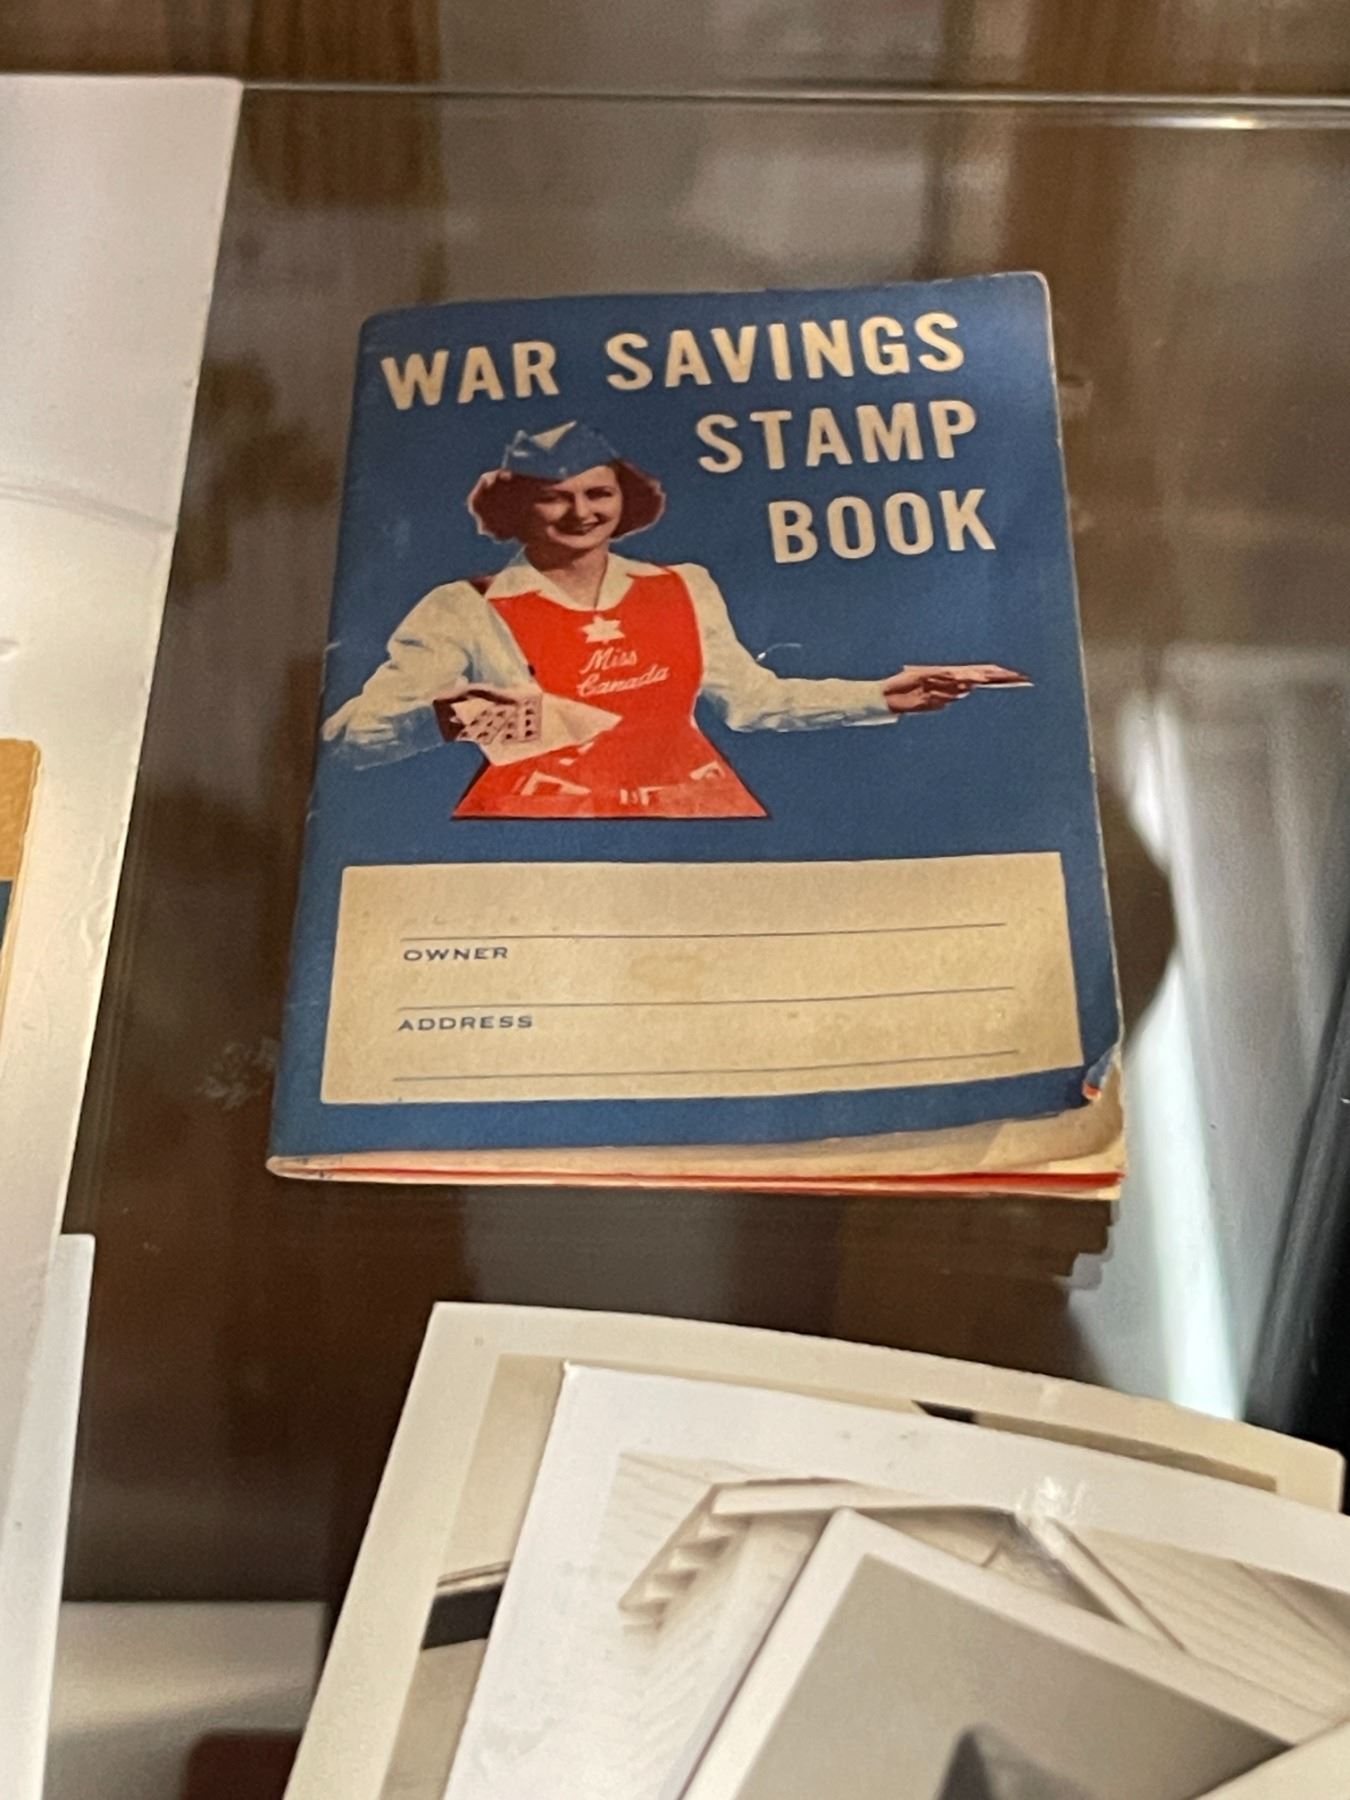 WAR SAVINGS
STAMP
BOOK
Miss
Canada
OWNER
ADDRESS